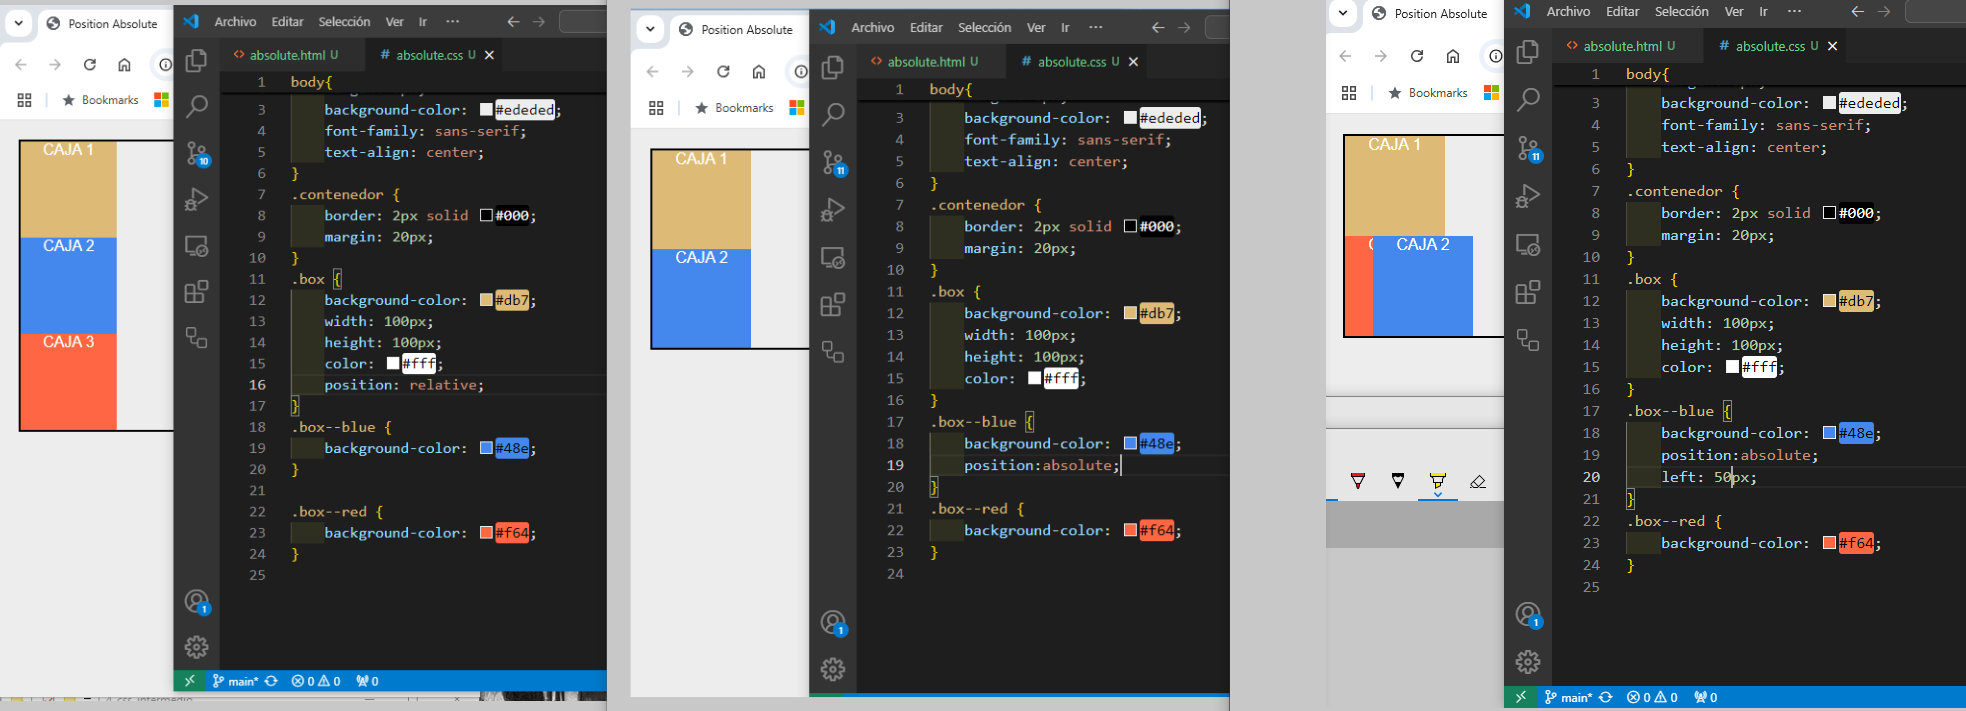 Position Absolute
Bookmarks
CAJA 1
CAJA 2
CAJA 3
Archivo Editar Selección Ver Ir ···
<> absolute.html U # absolute.css U ×
1 body{
3 background-color: #ededed;
4 font-family: sans-serif;
5 text-align: center;
6 }
7 .contenedor {
8 border: 2px solid #000;
9 margin: 20px;
10 }
11 .box {
12 background-color: #db7;
13 width: 100px;
14 height: 100px;
15 color: #fff;
16 position: relative;
17 }
18 .box--blue {
19 background-color: #48e;
20 }
21
22 .box--red {
23 background-color: #f64;
24 }
25
10
1
main* 0 0 0
Position Absolute
Bookmarks
CAJA 1
CAJA 2
Archivo Editar Selección Ver Ir ···
<> absolute.html U # absolute.css U ×
1 body{
3 background-color: #ededed;
4 font-family: sans-serif;
5 text-align: center;
6 }
7 .contenedor {
8 border: 2px solid #000;
9 margin: 20px;
10 }
11 .box {
12 background-color: #db7;
13 width: 100px;
14 height: 100px;
15 color: #fff;
16 }
17 .box--blue {
18 background-color: #48e;
19 position:absolute;
20 }
21 .box--red {
22 background-color: #f64;
23 }
24
11
1
Position Absolute
Bookmarks
CAJA 1
CAJA 2
Archivo Editar Selección Ver Ir ···
<> absolute.html U # absolute.css U ×
1 body{
3 background-color: #ededed;
4 font-family: sans-serif;
5 text-align: center;
6 }
7 .contenedor {
8 border: 2px solid #000;
9 margin: 20px;
10 }
11 .box {
12 background-color: #db7;
13 width: 100px;
14 height: 100px;
15 color: #fff;
16 }
17 .box--blue {
18 background-color: #48e;
19 position:absolute;
20 left: 50px;
21 }
22 .box--red {
23 background-color: #f64;
24 }
25
11
1
main* 0 0 0